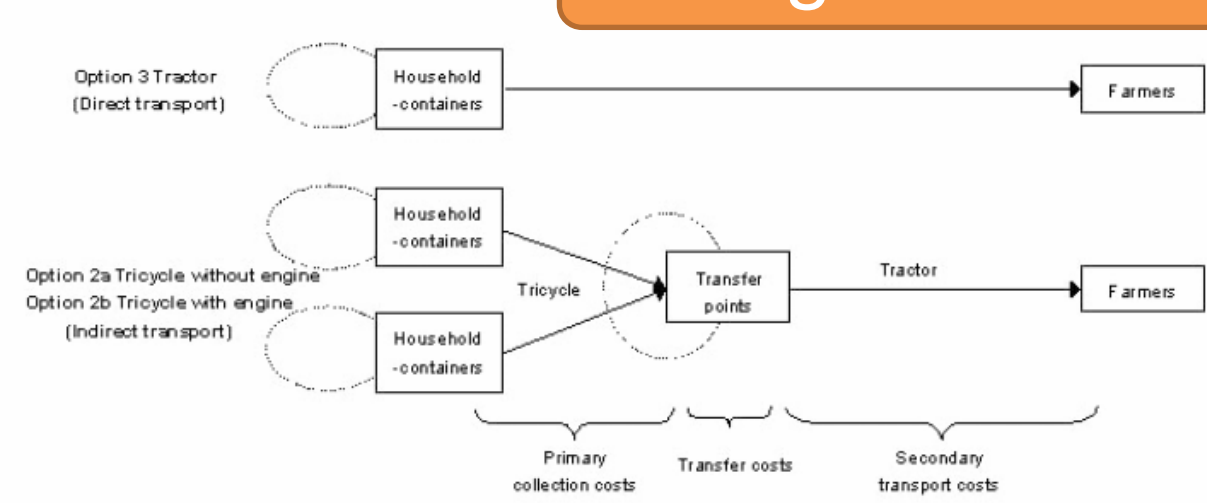 Option 3 Tractor
(Direct transport)
Household
-containers
Farmers
Household
-containers
Option 2a Tricycle without engine
Option 2b Tricycle with engine
(Indirect transport)
Tricycle
Transfer
points
Tractor
Farmers
Household
-containers
Primary
collection costs
Transfer costs
Secondary
transport costs